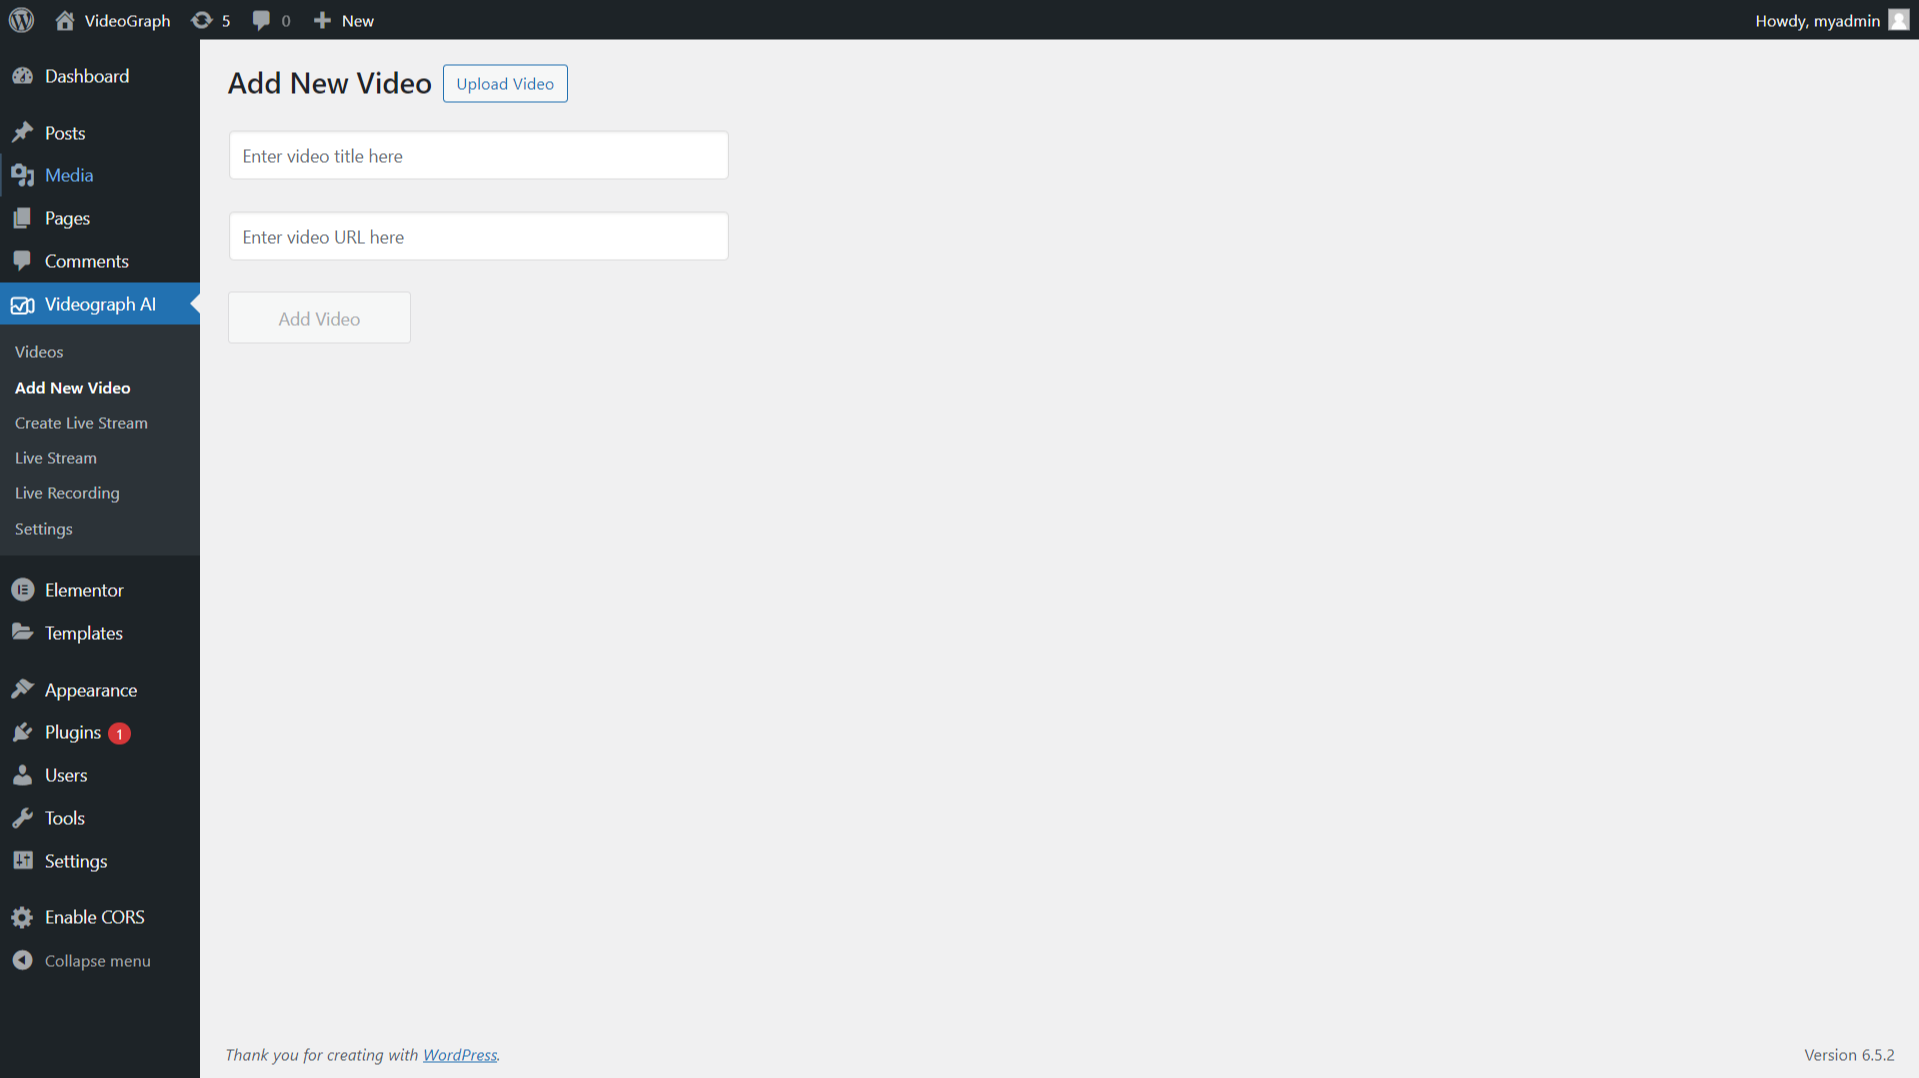 VideoGraph 5 0 New Howdy, myadmin
Dashboard
Posts
Media
Pages
Comments
Videograph AI
Videos
Add New Video
Create Live Stream
Live Stream
Live Recording
Settings
Elementor
Templates
Appearance
Plugins 1
Users
Tools
Settings
Enable CORS
Collapse menu
Add New Video Upload Video
Enter video title here
Enter video URL here
Add Video
Thank you for creating with WordPress. Version 6.5.2